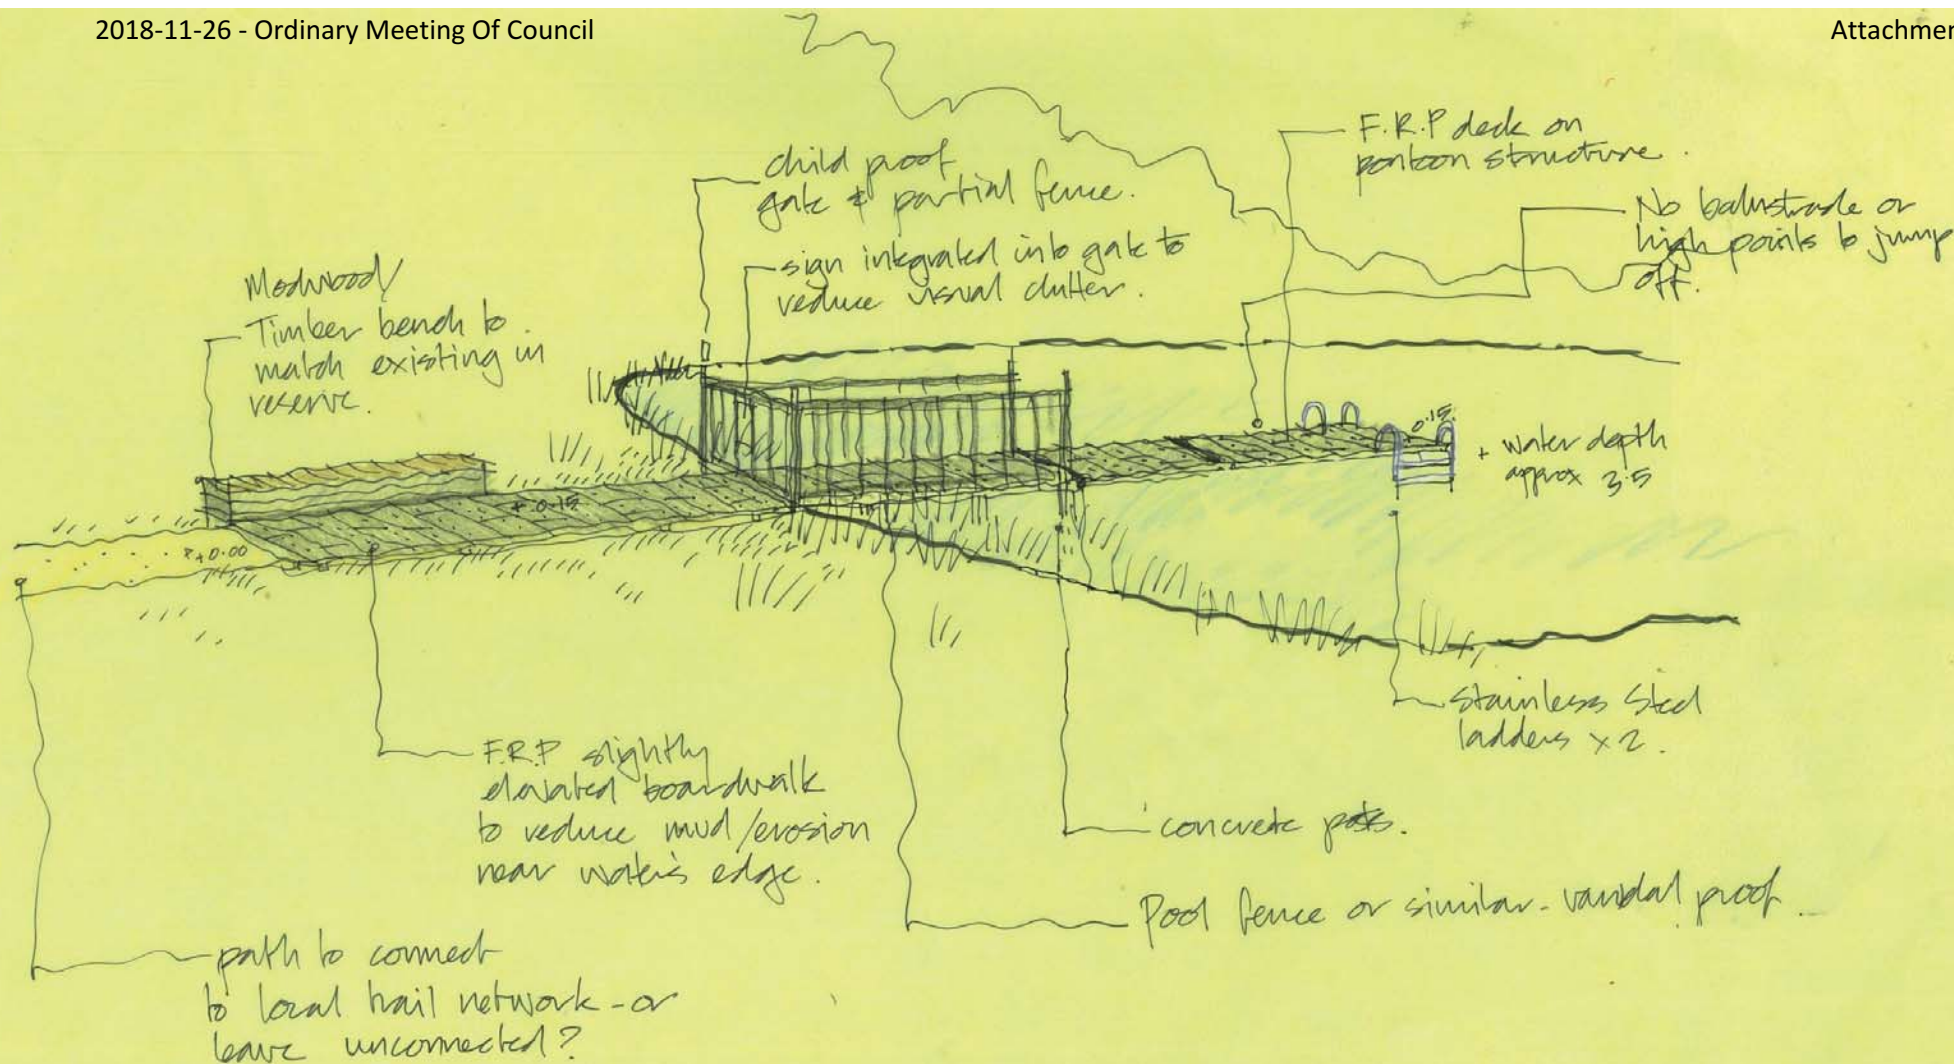 2018-11-26 - Ordinary Meeting Of Council
Attachmen
child proof
gate & partial fence.
sign integrated into gate to
reduce visual clutter.
F.R.P deck on
pontoon structure.
No balustrade or
high points to jump
off.
Modwood/
Timber bench to
match existing in
reserve.
0.15
+ water depth
approx 3.5
+ 0.15
+0.00
Stainless Steel
ladders x 2.
F.R.P slightly
elevated boardwalk
to reduce mud/erosion
near water's edge.
concrete posts.
Pool fence or similar - vandal proof.
path to connect
to local trail network - or
leave unconnected?